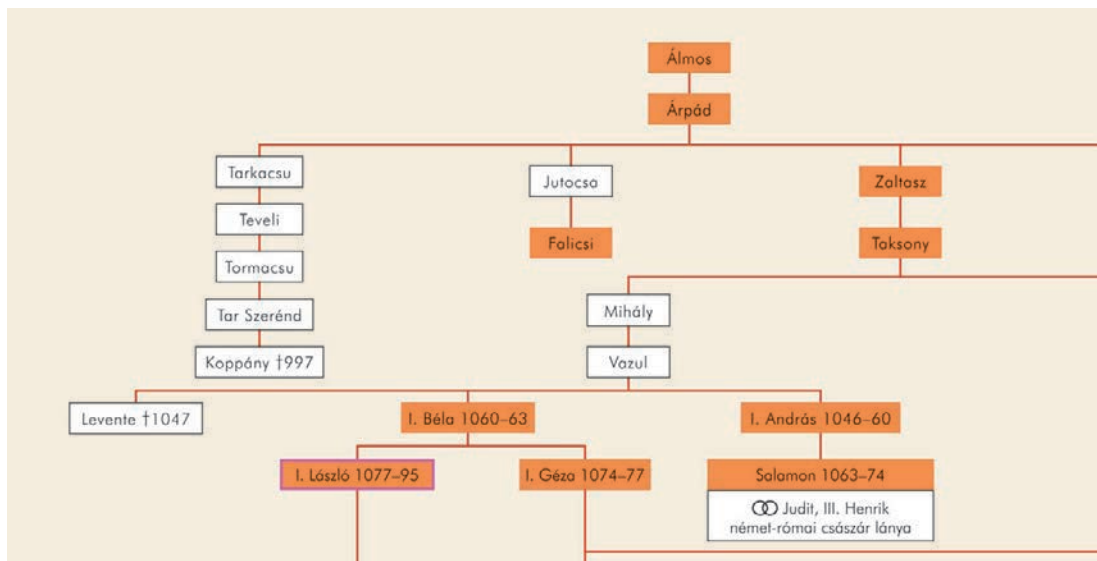 Álmos
Árpád
Tarkacsu
Jutocsa
Zaltasz
Teveli
Falicsi
Taksony
Tormacsu
Tar Szerénd
Mihály
Koppány †997
Vazul
Levente †1047
I. Béla 1060–63
I. András 1046–60
I. László 1077–95
I. Géza 1074–77
Salamon 1063–74
Judit, III. Henrik
német-római császár lánya